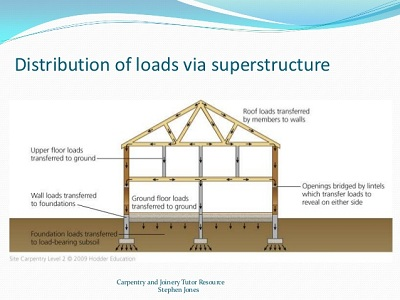 Distribution of loads via superstructure
Roof loads transferred
by members to walls
Upper floor loads
transferred to ground
Wall loads transferred
to foundations
Ground floor loads
transferred to ground
Openings bridged by lintels
which transfer loads to
reveal on either side
Foundation loads transferred
to load-bearing subsoil
Site Carpentry Level 2 © 2009 Hodder Education
Carpentry and Joinery Tutor Resource
Stephen Jones